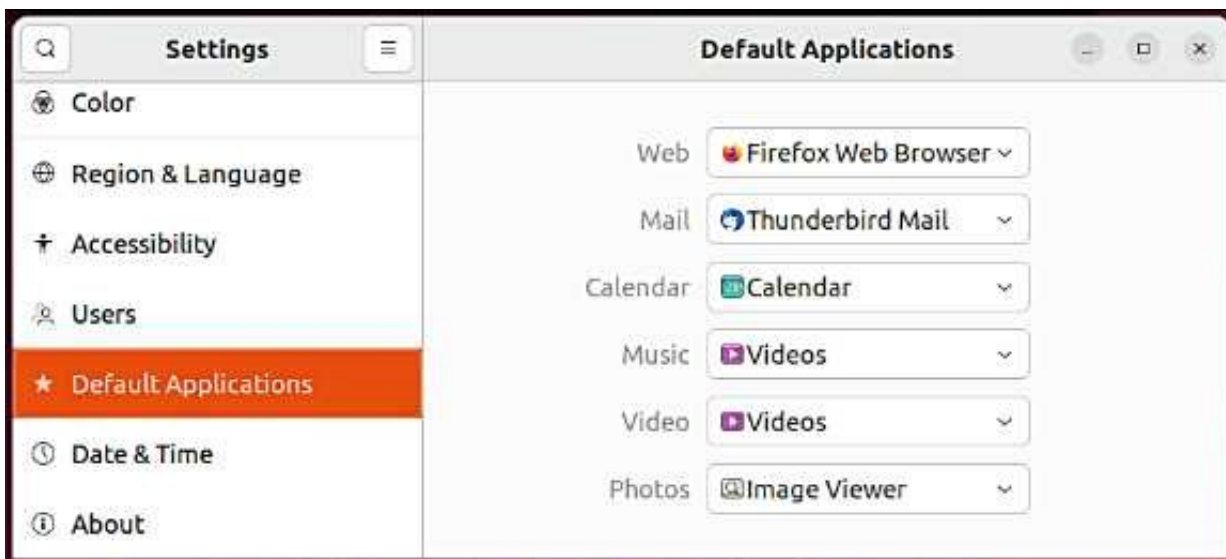 Settings
Default Applications
Color
Region & Language
Accessibility
Users
Default Applications
Date & Time
About
Web Firefox Web Browser
Mail Thunderbird Mail
Calendar Calendar
Music Videos
Video Videos
Photos Image Viewer